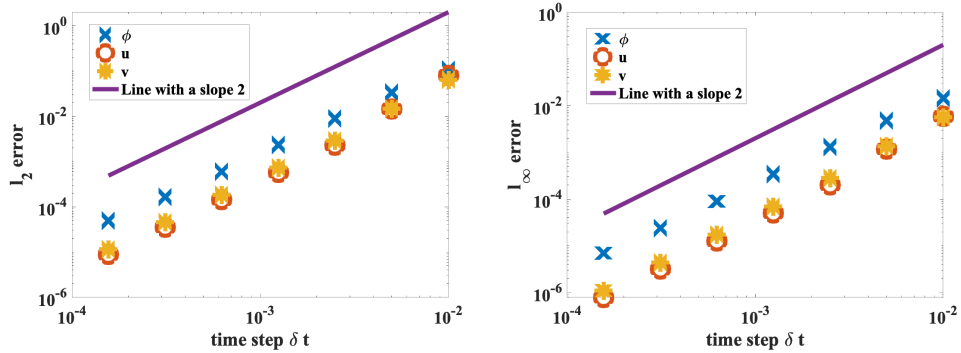 10^0
10^-2
10^-4
10^-6
l_2 error
ϕ
u
v
Line with a slope 2
10^-4
10^-3
10^-2
time step δ t
10^0
10^-2
10^-4
10^-6
l_∞ error
ϕ
u
v
Line with a slope 2
10^-4
10^-3
10^-2
time step δ t